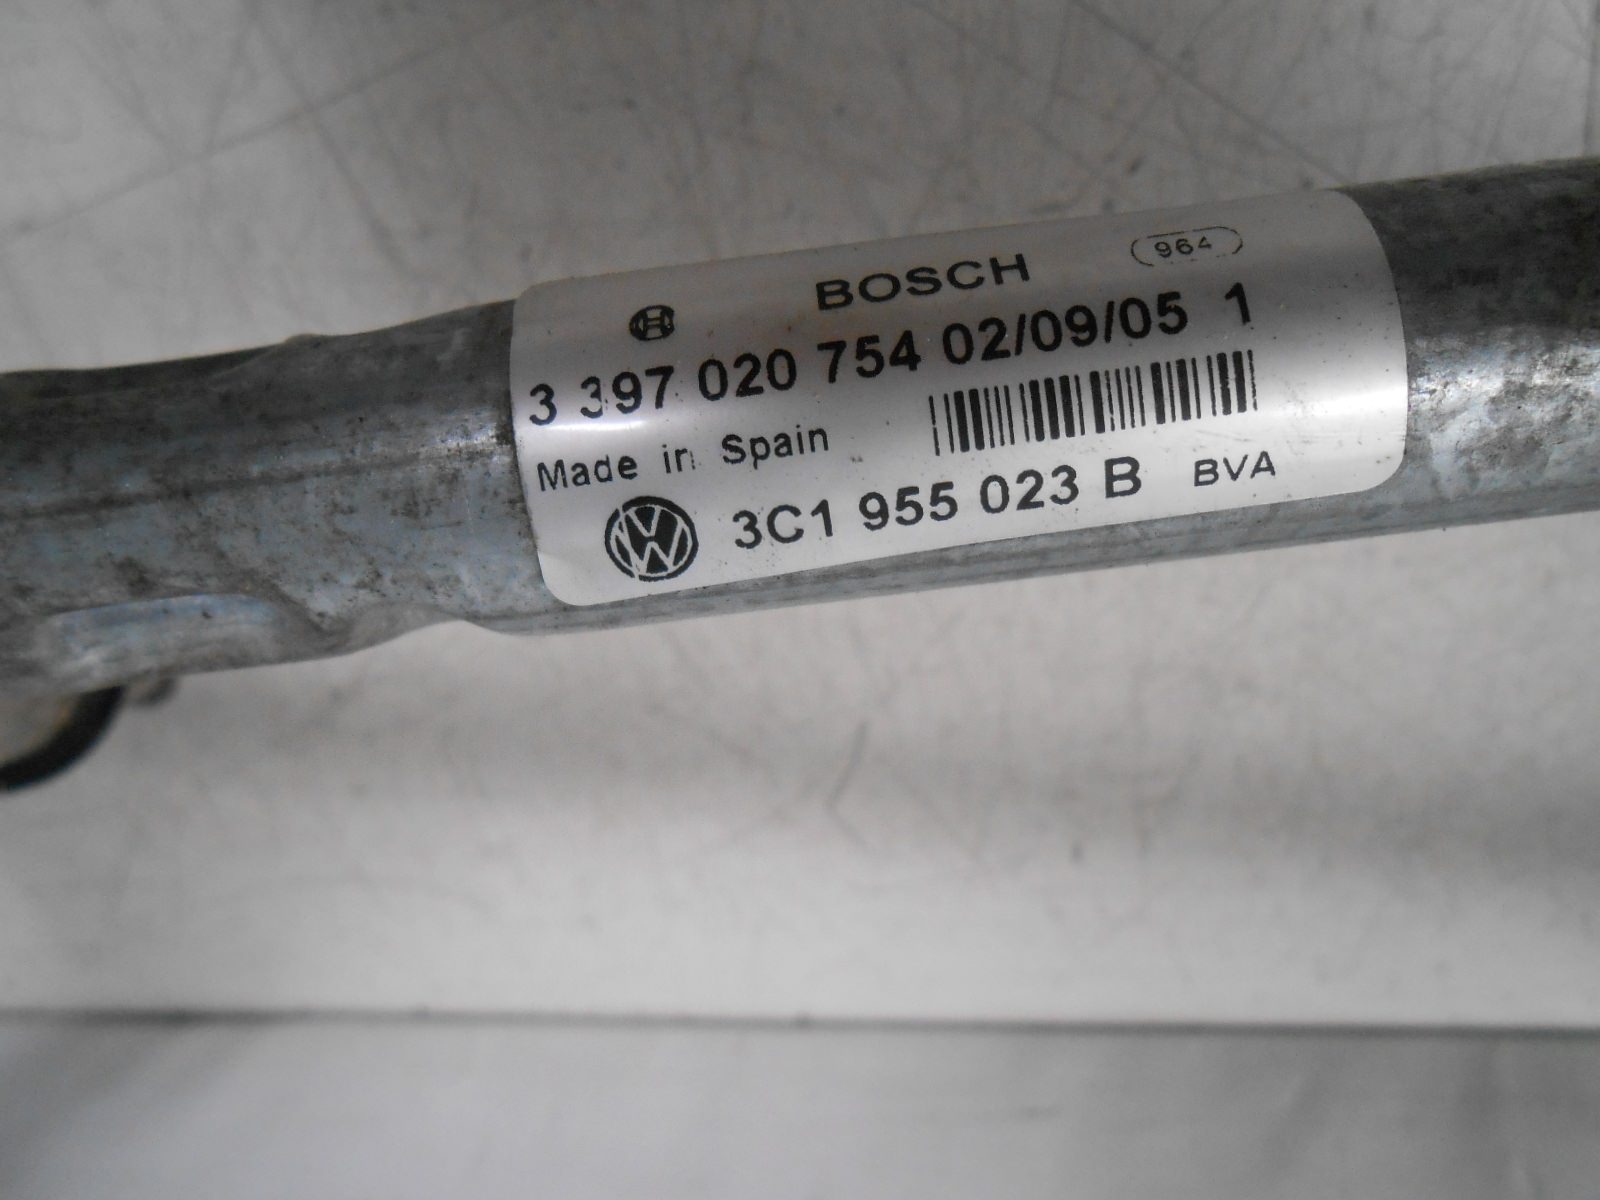 BOSCH 964
3 397 020 754 02/09/05 1
Made in Spain
3C1 955 023 B BVA